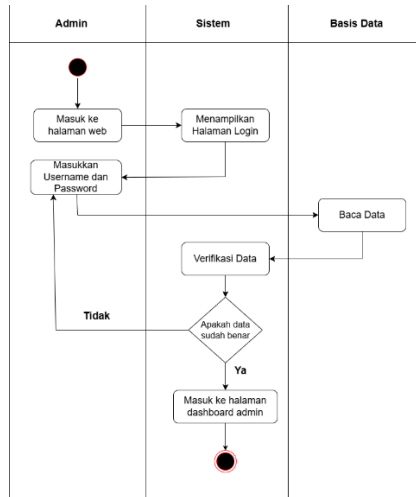 Admin
Sistem
Basis Data
Masuk ke
halaman web
Menampilkan
Halaman Login
Masukkan
Username dan
Password
Baca Data
Verifikasi Data
Apakah data
sudah benar
Tidak
Ya
Masuk ke halaman
dashboard admin